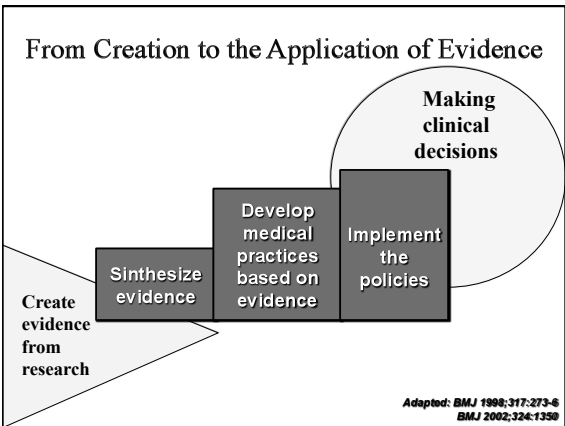 From Creation to the Application of Evidence
Making
clinical
decisions
Develop
medical
practices
based on
evidence
Implement
the
policies
Sinthesize
evidence
Create
evidence
from
research
Adapted: BMJ 1998;317:273-6
BMJ 2002;324:1350